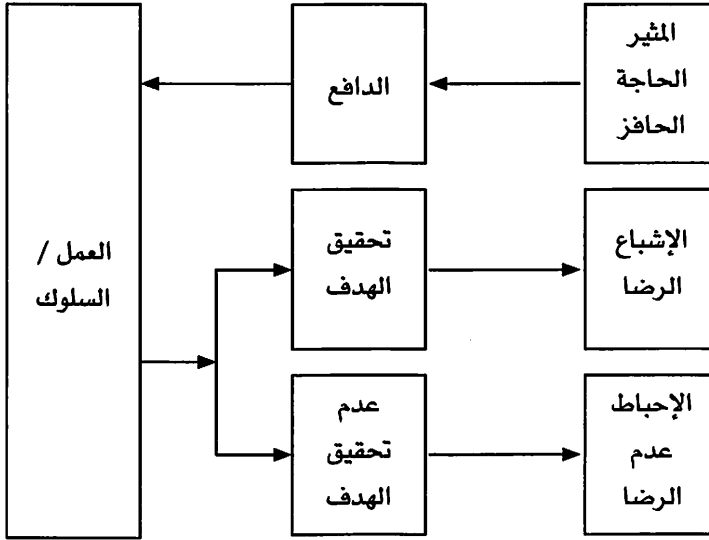 المثير
الحاجة
الحافز
الدافع
العمل /
السلوك
تحقيق
الهدف
الإشباع
الرضا
عدم
تحقيق
الهدف
الإحباط
عدم
الرضا